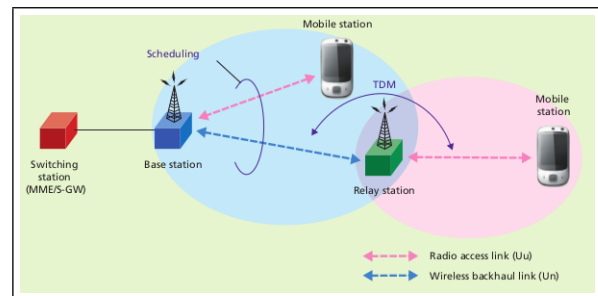 Mobile station
Scheduling
TDM
Mobile
station
Switching
station
(MME/S-GW)
Base station
Relay station
Radio access link (Uu)
Wireless backhaul link (Un)